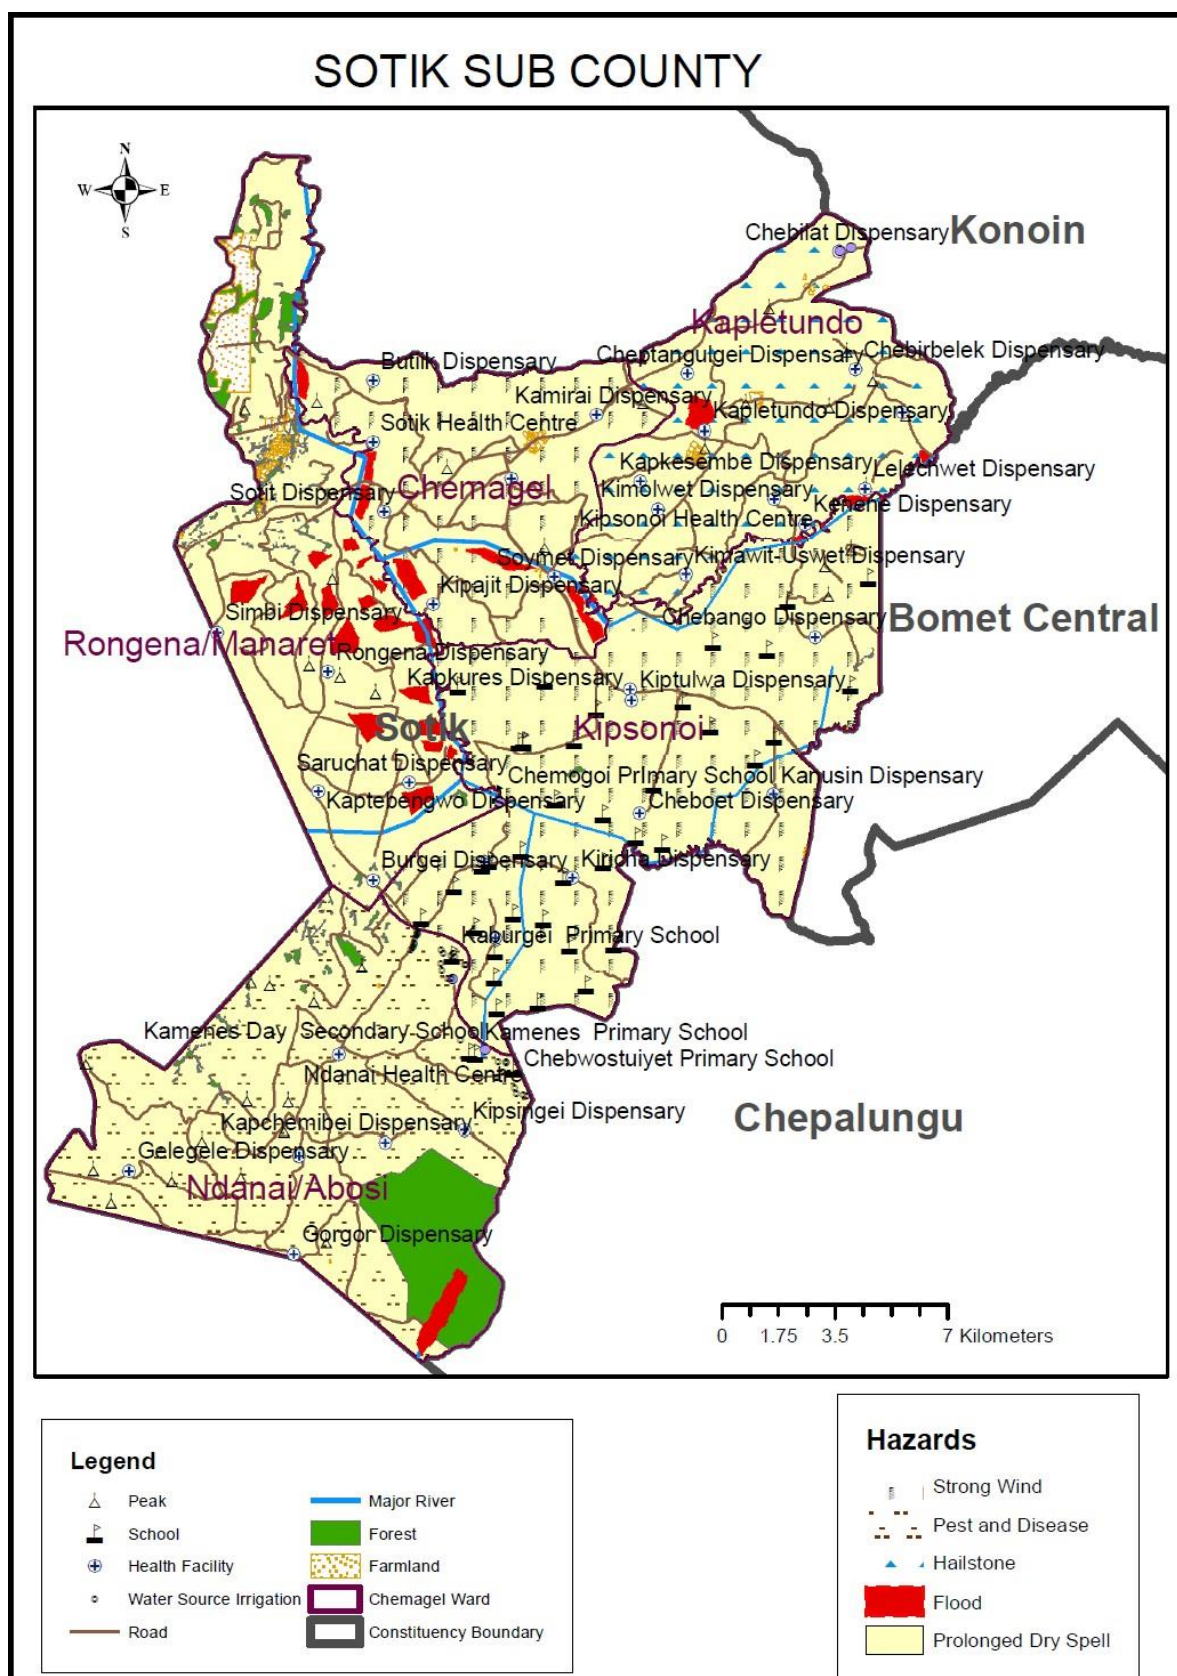 SOTIK SUB COUNTY
N
W E
S
Chebilat Dispensary
Konoin
Kapletundo
Butiik Dispensary
Cheptangulgei Dispensary
Chebirbelek Dispensary
Kamirai Dispensary
Kapletundo Dispensary
Sotik Health Centre
Kapkesembe Dispensary
Lelechwet Dispensary
Chemagel
Kimolwet Dispensary
Sotit Dispensary
Kenene Dispensary
Kipsonoi Health Centre
Soymet Dispensary
Kimawit-Uswet Dispensary
Kipajit Dispensary
Simbi Dispensary
Chebango Dispensary
Bomet Central
Rongena/Manaret
Rongena Dispensary
Kapkures Dispensary
Kiptulwa Dispensary
Sotik
Kipsonoi
Saruchat Dispensary
Chemogoi PrImary School
Kanusin Dispensary
Kaptebengwo Dispensary
Cheboet Dispensary
Burgei Dispensary
Kiricha Dispensary
Kaburgei Primary School
Kamenes Day Secondary School
Kamenes Primary School
Chebwostuiyet Primary School
Ndanai Health Centre
Kipsingei Dispensary
Kapchemibei Dispensary
Chepalungu
Gelegele Dispensary
Ndanai/Abosi
Gorgor Dispensary
0 1.75 3.5 7 Kilometers
Legend
Peak
School
Health Facility
Water Source Irrigation
Road
Major River
Forest
Farmland
Chemagel Ward
Constituency Boundary
Hazards
Strong Wind
Pest and Disease
Hailstone
Flood
Prolonged Dry Spell